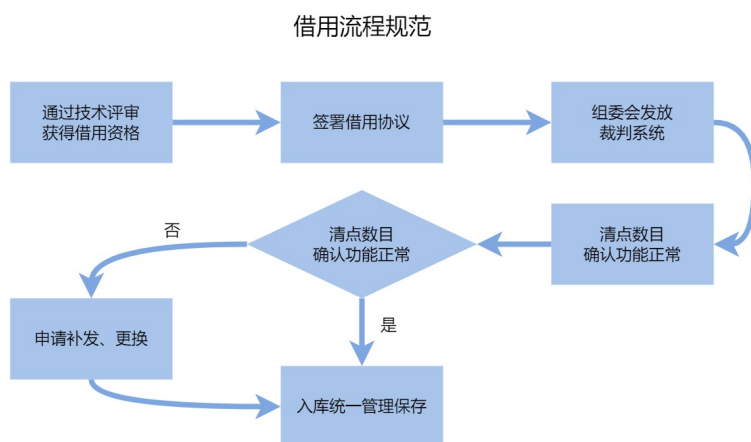 借用流程规范
通过技术评审
获得借用资格
签署借用协议
组委会发放
裁判系统
清点数目
确认功能正常
清点数目
确认功能正常
否
是
申请补发、更换
入库统一管理保存